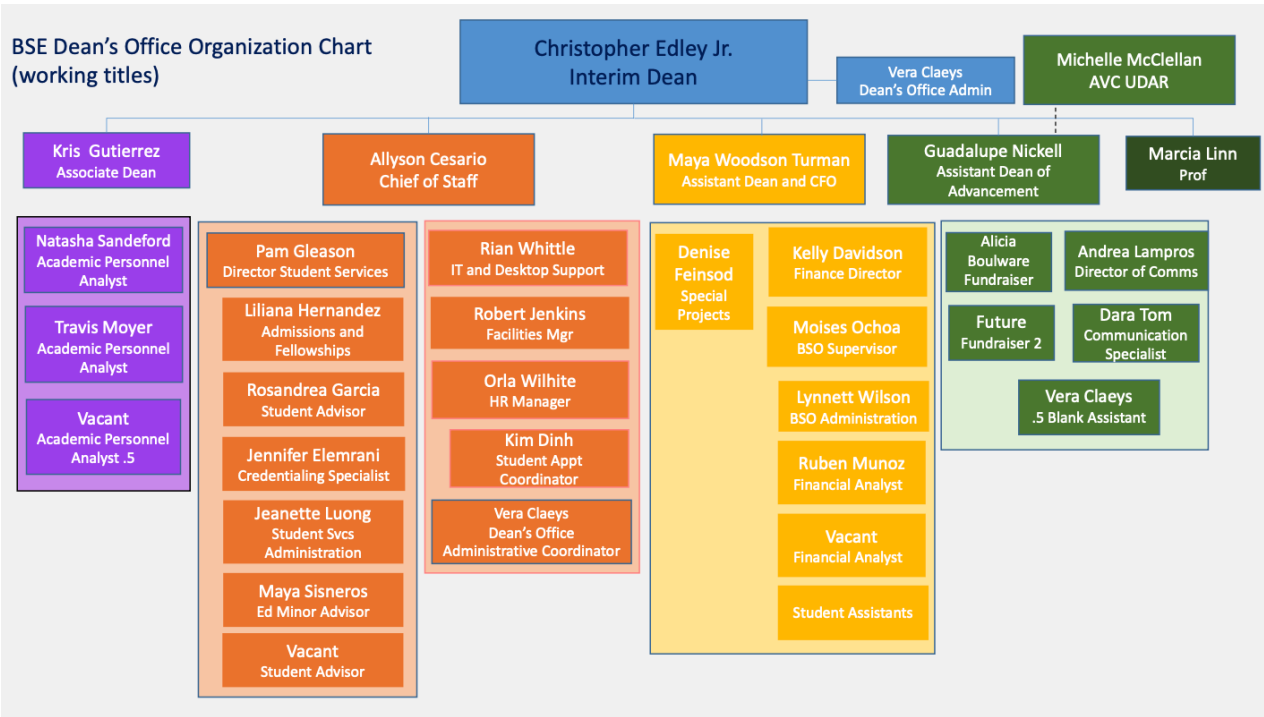 BSE Dean’s Office Organization Chart
(working titles)
Christopher Edley Jr.
Interim Dean
Vera Claeys
Dean’s Office Admin
Michelle McClellan
AVC UDAR
Kris Gutierrez
Associate Dean
Allyson Cesario
Chief of Staff
Maya Woodson Turman
Assistant Dean and CFO
Guadalupe Nickell
Assistant Dean of
Advancement
Marcia Linn
Prof
Natasha Sandeford
Academic Personnel
Analyst
Travis Moyer
Academic Personnel
Analyst
Vacant
Academic Personnel
Analyst .5
Pam Gleason
Director Student Services
Liliana Hernandez
Admissions and
Fellowships
Rosandrea Garcia
Student Advisor
Jennifer Elemrani
Credentialing Specialist
Jeanette Luong
Student Svcs
Administration
Maya Sisneros
Ed Minor Advisor
Vacant
Student Advisor
Rian Whittle
IT and Desktop Support
Robert Jenkins
Facilities Mgr
Orla Wilhite
HR Manager
Kim Dinh
Student Appt
Coordinator
Vera Claeys
Dean’s Office
Administrative Coordinator
Denise
Feinsod
Special
Projects
Kelly Davidson
Finance Director
Moises Ochoa
BSO Supervisor
Lynnett Wilson
BSO Administration
Ruben Munoz
Financial Analyst
Vacant
Financial Analyst
Student Assistants
Alicia
Boulware
Fundraiser
Andrea Lampros
Director of Comms
Future
Fundraiser 2
Dara Tom
Communication
Specialist
Vera Claeys
.5 Blank Assistant